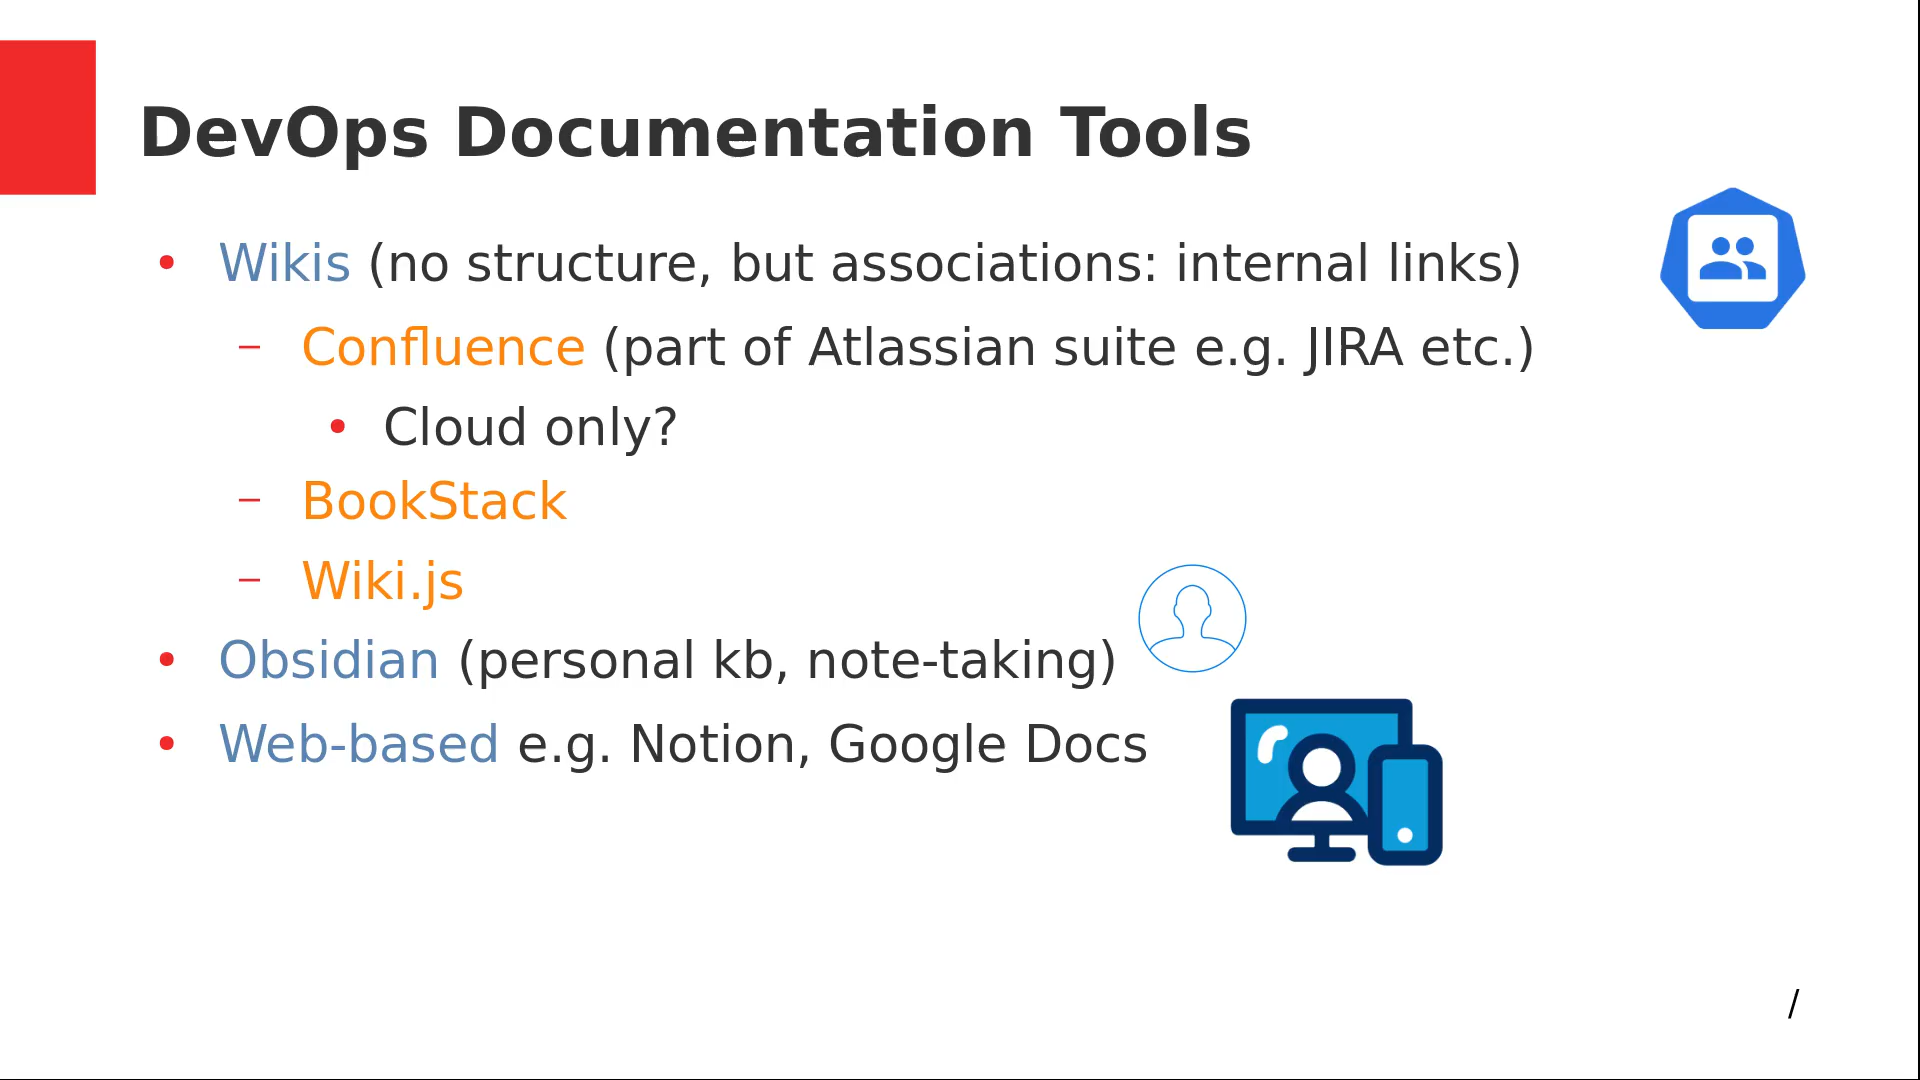 DevOps Documentation Tools
• Wikis (no structure, but associations: internal links)
– Confluence (part of Atlassian suite e.g. JIRA etc.)
• Cloud only?
– BookStack
– Wiki.js
• Obsidian (personal kb, note-taking)
• Web-based e.g. Notion, Google Docs
/